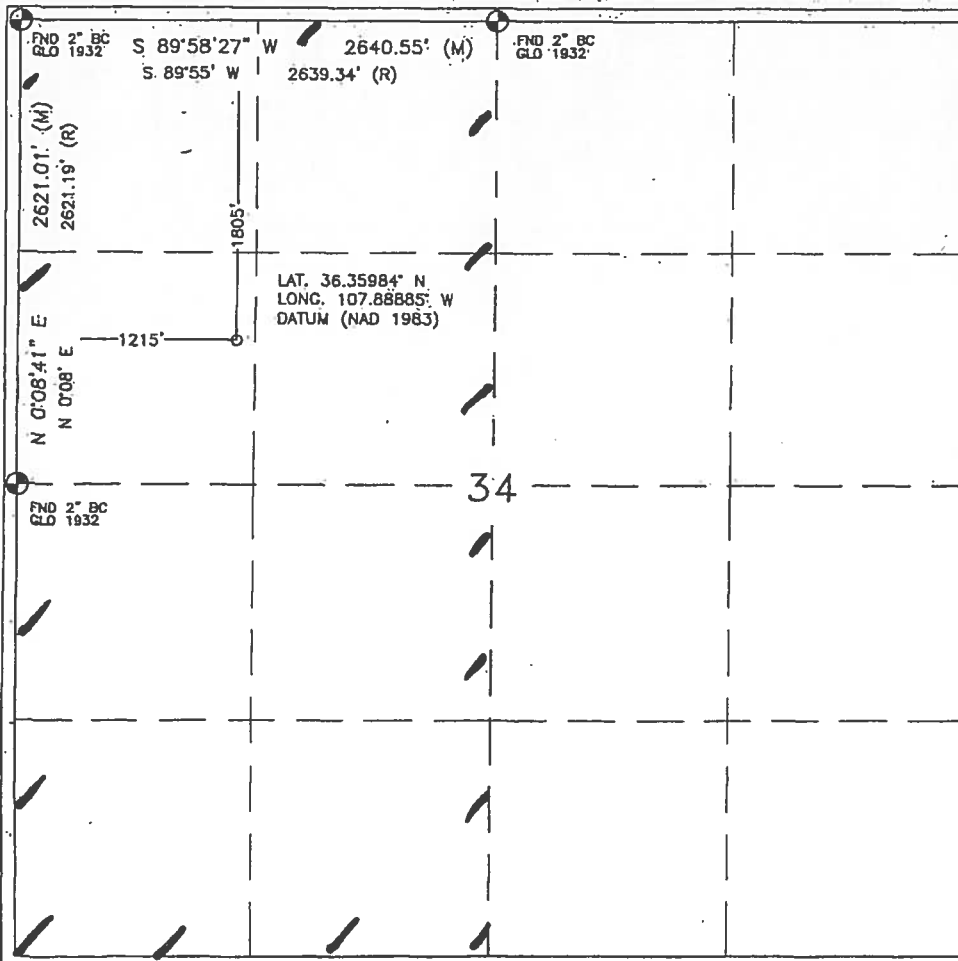 FND 2" BC
GLO 1932
S 89°58'27" W 2640.55' (M)
S. 89°55' W 2639.34' (R)
FND 2" BC
GLO 1932
2621.01' (M)
2621.19' (R)
N 0°08'41" E
N 0°08' E
1805'
1215'
LAT. 36.35984° N
LONG. 107.88885° W
DATUM (NAD 1983)
34
FND 2" BC
GLO 1932